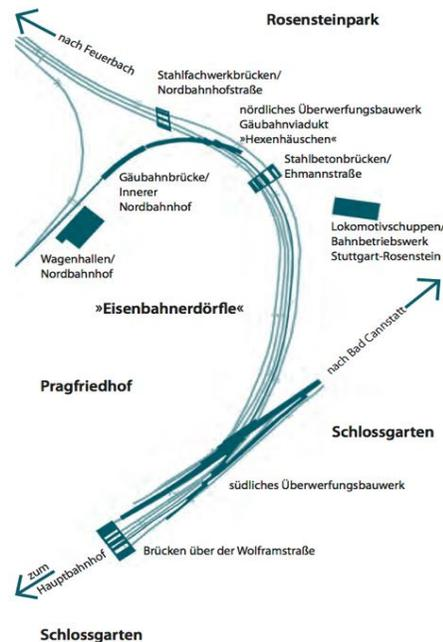 Rosensteinpark
nach Feuerbach
Stahlfachwerkbrücken/
Nordbahnhofstraße
nördliches Überwerfungsbauwerk
Gäubahnviadukt
»Hexenhäuschen«
Stahlbetonbrücken/
Ehmannstraße
Gäubahnbrücke/
Innerer
Nordbahnhof
Lokomotivschuppen/
Bahnbetriebswerk
Stuttgart-Rosenstein
Wagenhallen/
Nordbahnhof
»Eisenbahnerdörfle«
nach Bad Cannstatt
Pragfriedhof
Schlossgarten
südliches Überwerfungsbauwerk
Brücken über der Wolframstraße
zum
Hauptbahnhof
Schlossgarten